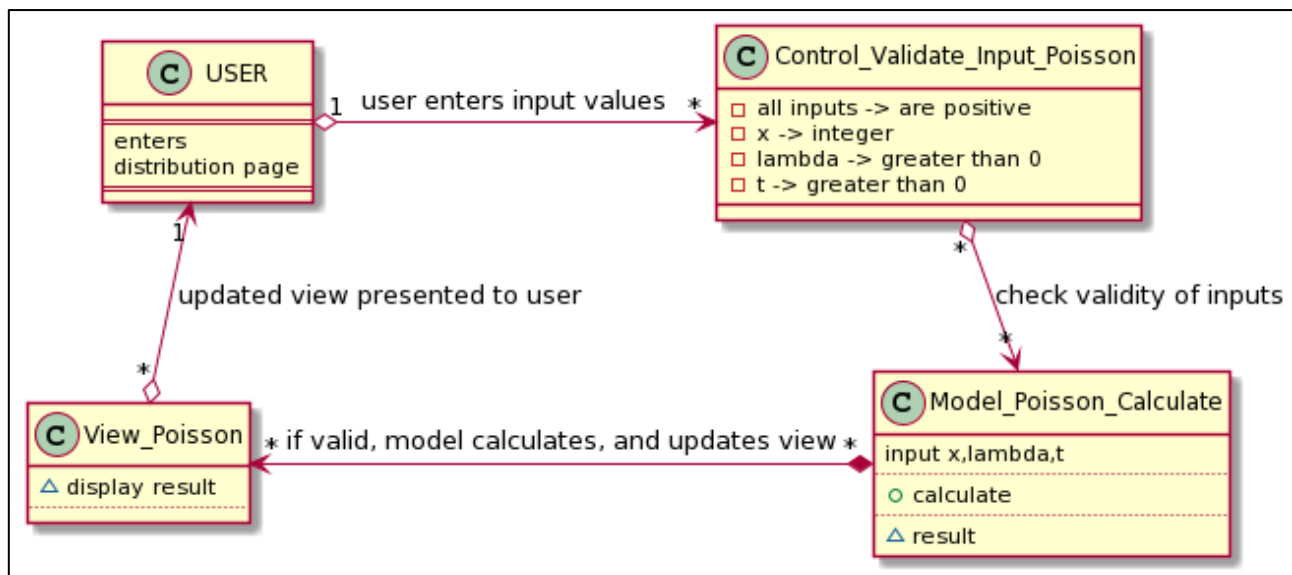 C USER
enters
distribution page
1 user enters input values *
C Control_Validate_Input_Poisson
all inputs -> are positive
x -> integer
lambda -> greater than 0
t -> greater than 0
1
updated view presented to user
*
*
check validity of inputs
*
C View_Poisson
display result
* if valid, model calculates, and updates view *
C Model_Poisson_Calculate
input x,lambda,t
calculate
result